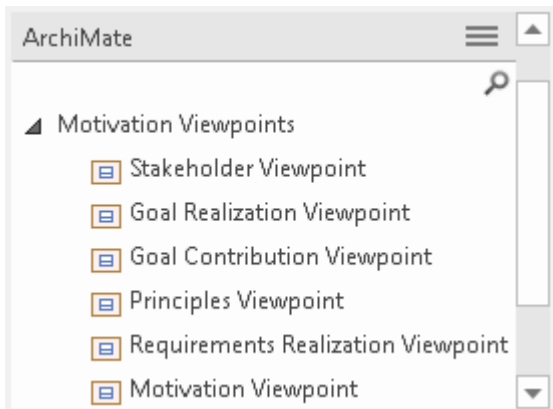 ArchiMate
Motivation Viewpoints
Stakeholder Viewpoint
Goal Realization Viewpoint
Goal Contribution Viewpoint
Principles Viewpoint
Requirements Realization Viewpoint
Motivation Viewpoint